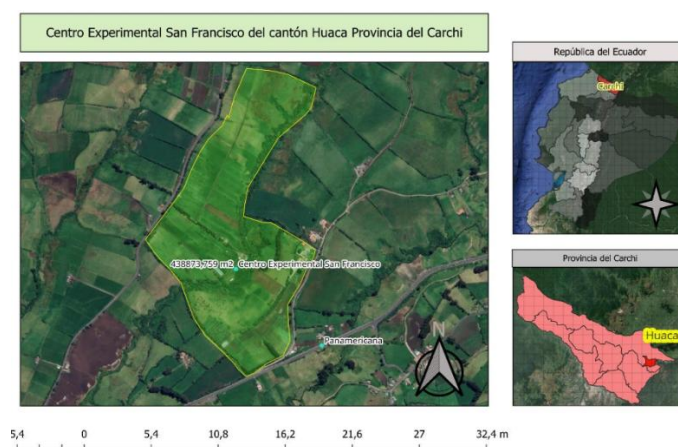 Centro Experimental San Francisco del cantón Huaca Provincia del Carchi
República del Ecuador
Carchi
438873,759 m2 Centro Experimental San Francisco
Panamericana
N
Provincia del Carchi
Huaca
5,4 0 5,4 10,8 16,2 21,6 27 32,4 m